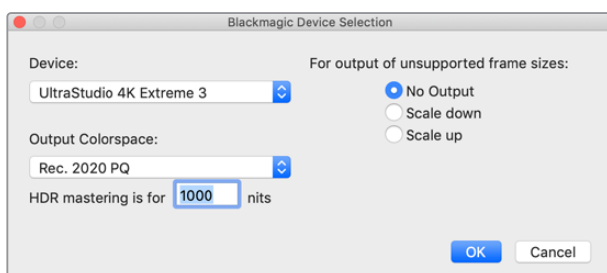 Blackmagic Device Selection
Device:
UltraStudio 4K Extreme 3
Output Colorspace:
Rec. 2020 PQ
HDR mastering is for 1000 nits
For output of unsupported frame sizes:
No Output
Scale down
Scale up
OK
Cancel